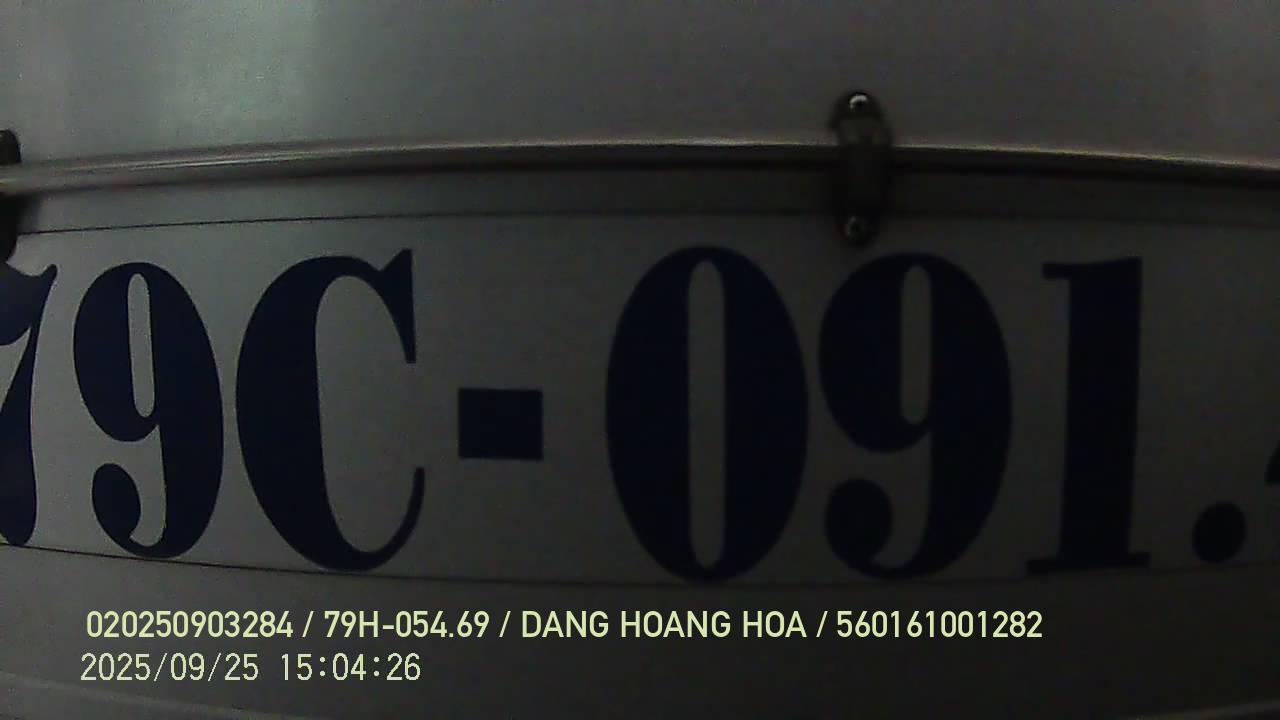 79C-091.
020250903284 / 79H-054.69 / DANG HOANG HOA / 560161001282
2025/09/25 15:04:26